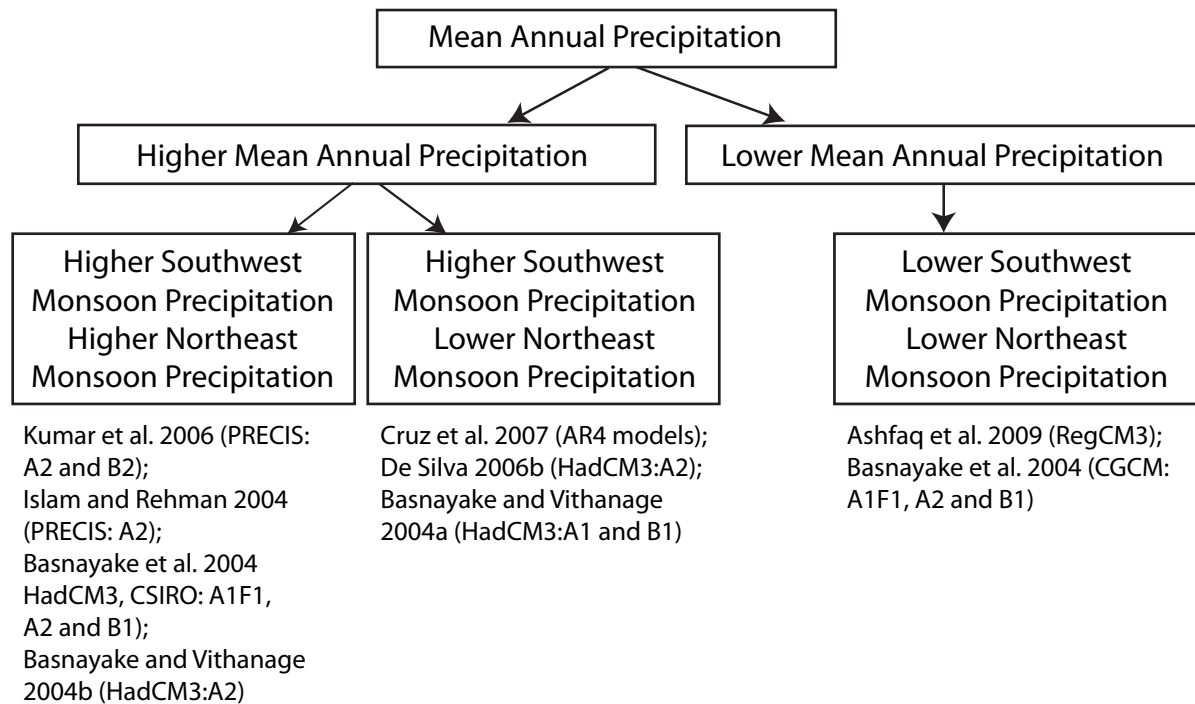 Mean Annual Precipitation
Higher Mean Annual Precipitation
Lower Mean Annual Precipitation
Higher Southwest
Monsoon Precipitation
Higher Northeast
Monsoon Precipitation
Higher Southwest
Monsoon Precipitation
Lower Northeast
Monsoon Precipitation
Lower Southwest
Monsoon Precipitation
Lower Northeast
Monsoon Precipitation
Kumar et al. 2006 (PRECIS:
A2 and B2);
Islam and Rehman 2004
(PRECIS: A2);
Basnayake et al. 2004
HadCM3, CSIRO: A1F1,
A2 and B1);
Basnayake and Vithanage
2004b (HadCM3:A2)
Cruz et al. 2007 (AR4 models);
De Silva 2006b (HadCM3:A2);
Basnayake and Vithanage
2004a (HadCM3:A1 and B1)
Ashfaq et al. 2009 (RegCM3);
Basnayake et al. 2004 (CGCM:
A1F1, A2 and B1)